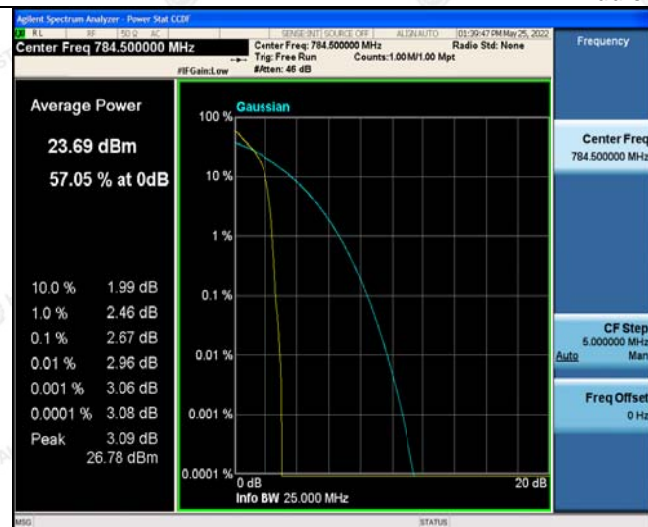 Agilent Spectrum Analyzer - Power Stat CCDF
RL RF 50 Ω AC SENSE:INT SOURCE OFF ALIGN AUTO 01:39:47 PM May 25, 2022
Center Freq 784.500000 MHz
Center Freq: 784.500000 MHz Radio Std: None
Trig: Free Run Counts:1.00 M/1.00 Mpt
#IFGain:Low #Atten: 46 dB
Frequency
Average Power
23.69 dBm
57.05 % at 0dB
10.0 % 1.99 dB
1.0 % 2.46 dB
0.1 % 2.67 dB
0.01 % 2.96 dB
0.001 % 3.06 dB
0.0001 % 3.08 dB
Peak 3.09 dB
26.78 dBm
Gaussian
100 %
10 %
1 %
0.1 %
0.01 %
0.001 %
0.0001 %
0 dB 20 dB
Info BW 25.000 MHz
Center Freq
784.500000 MHz
CF Step
5.000000 MHz
Auto Man
Freq Offset
0 Hz
MSG STATUS